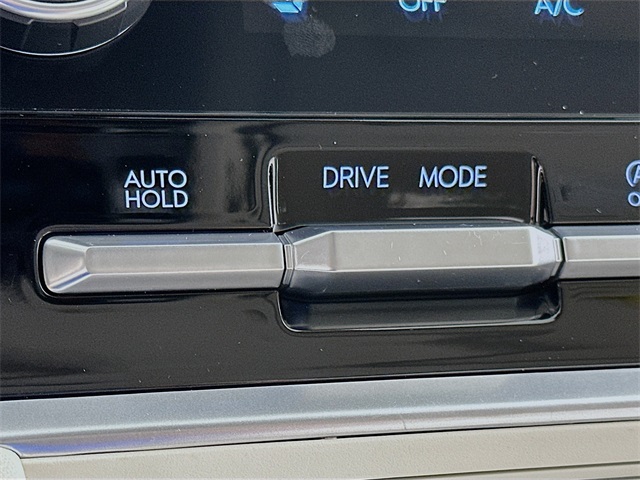 OFF A/C
AUTO HOLD
DRIVE MODE